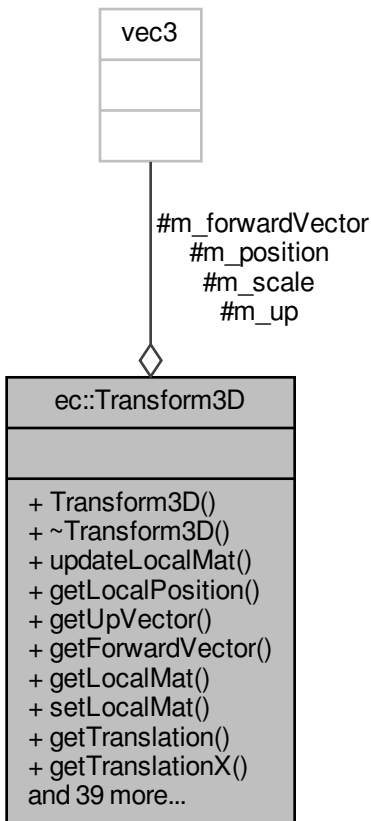 vec3
#m_forwardVector
#m_position
#m_scale
#m_up
ec::Transform3D
+ Transform3D()
+ ~Transform3D()
+ updateLocalMat()
+ getLocalPosition()
+ getUpVector()
+ getForwardVector()
+ getLocalMat()
+ setLocalMat()
+ getTranslation()
+ getTranslationX()
and 39 more...